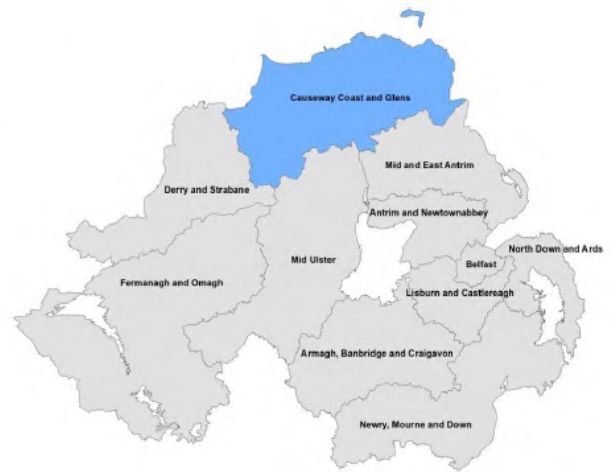 Causeway Coast and Glens
Mid and East Antrim
Derry and Strabane
Antrim and Newtownabbey
North Down and Ards
Mid Ulster
Belfast
Fermanagh and Omagh
Lisburn and Castlereagh
Armagh, Banbridge and Craigavon
Newry, Mourne and Down